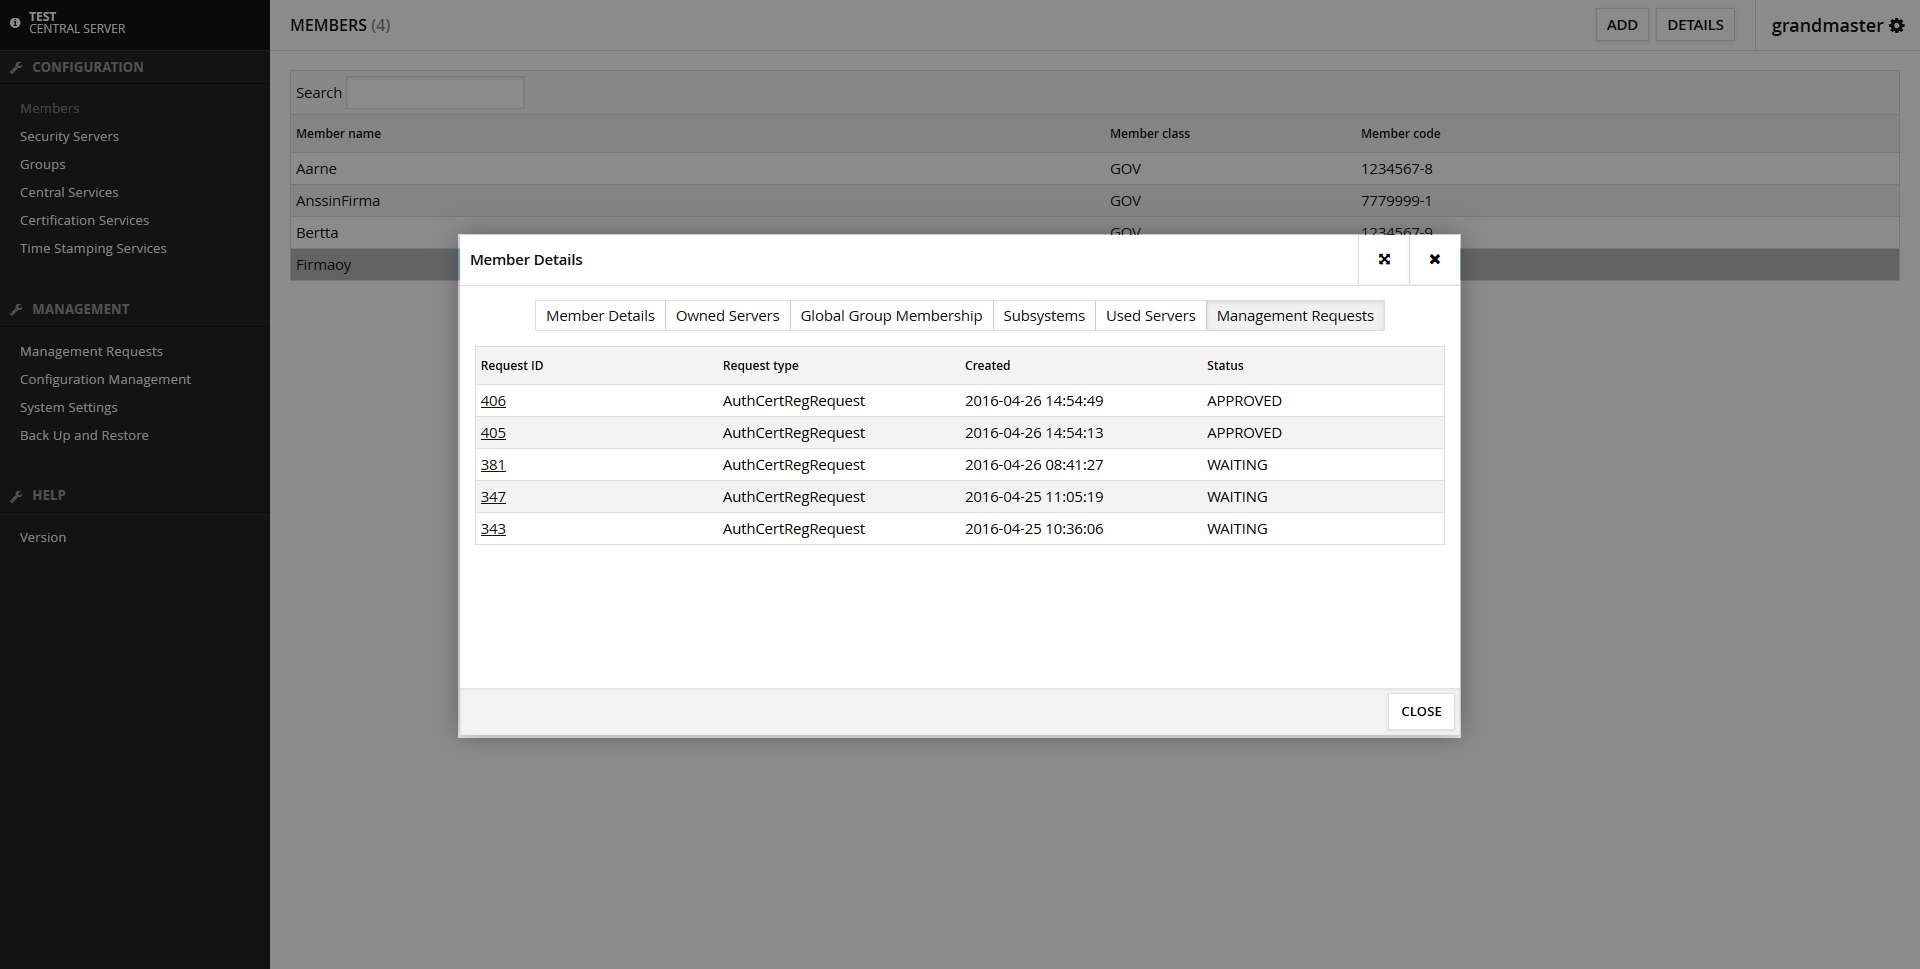 TEST
CENTRAL SERVER
CONFIGURATION
Members
Security Servers
Groups
Central Services
Certification Services
Time Stamping Services
MANAGEMENT
Management Requests
Configuration Management
System Settings
Back Up and Restore
HELP
Version
MEMBERS (4)
ADD
DETAILS
grandmaster
Search
Member name Member class Member code
Aarne GOV 1234567-8
AnssinFirma GOV 7779999-1
Bertta GOV 1234567-9
Firmaoy
Member Details
Member Details Owned Servers Global Group Membership Subsystems Used Servers Management Requests
Request ID Request type Created Status
406 AuthCertRegRequest 2016-04-26 14:54:49 APPROVED
405 AuthCertRegRequest 2016-04-26 14:54:13 APPROVED
381 AuthCertRegRequest 2016-04-26 08:41:27 WAITING
347 AuthCertRegRequest 2016-04-25 11:05:19 WAITING
343 AuthCertRegRequest 2016-04-25 10:36:06 WAITING
CLOSE